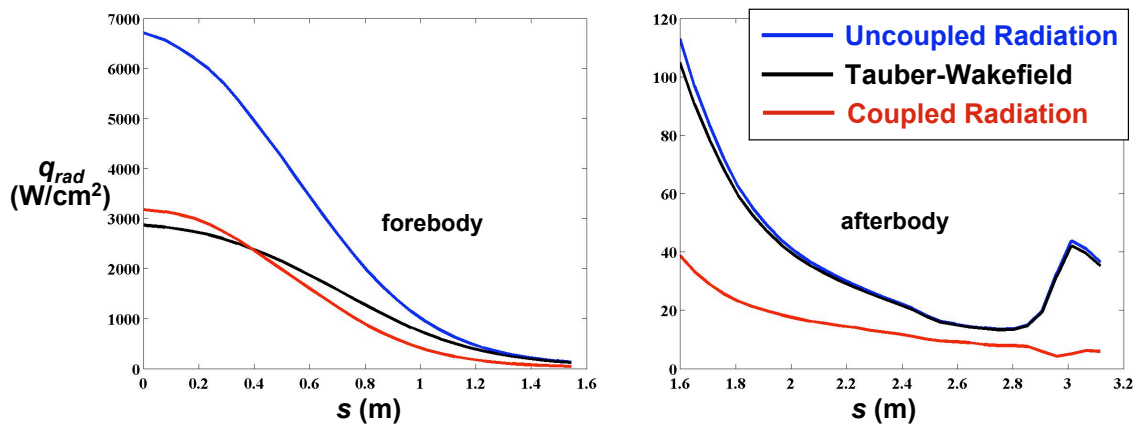 7000
6000
5000
4000
3000
2000
1000
0
q_rad
(W/cm²)
forebody
0 0.2 0.4 0.6 0.8 1 1.2 1.4 1.6
s (m)
120
100
80
60
40
20
0
Uncoupled Radiation
Tauber-Wakefield
Coupled Radiation
afterbody
1.6 1.8 2 2.2 2.4 2.6 2.8 3 3.2
s (m)